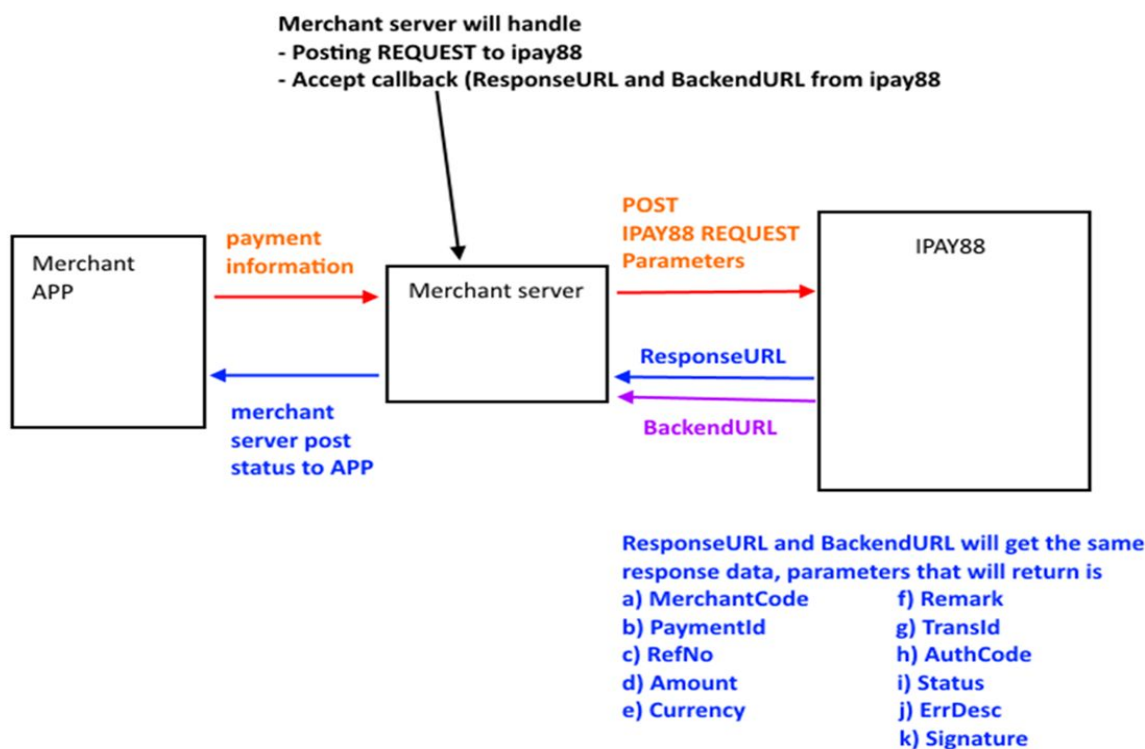 Merchant server will handle
- Posting REQUEST to ipay88
- Accept callback (ResponseURL and BackendURL from ipay88
Merchant
APP
payment
information
Merchant server
POST
IPAY88 REQUEST
Parameters
IPAY88
ResponseURL
BackendURL
merchant
server post
status to APP
ResponseURL and BackendURL will get the same
response data, parameters that will return is
a) MerchantCode
b) PaymentId
c) RefNo
d) Amount
e) Currency
f) Remark
g) TransId
h) AuthCode
i) Status
j) ErrDesc
k) Signature